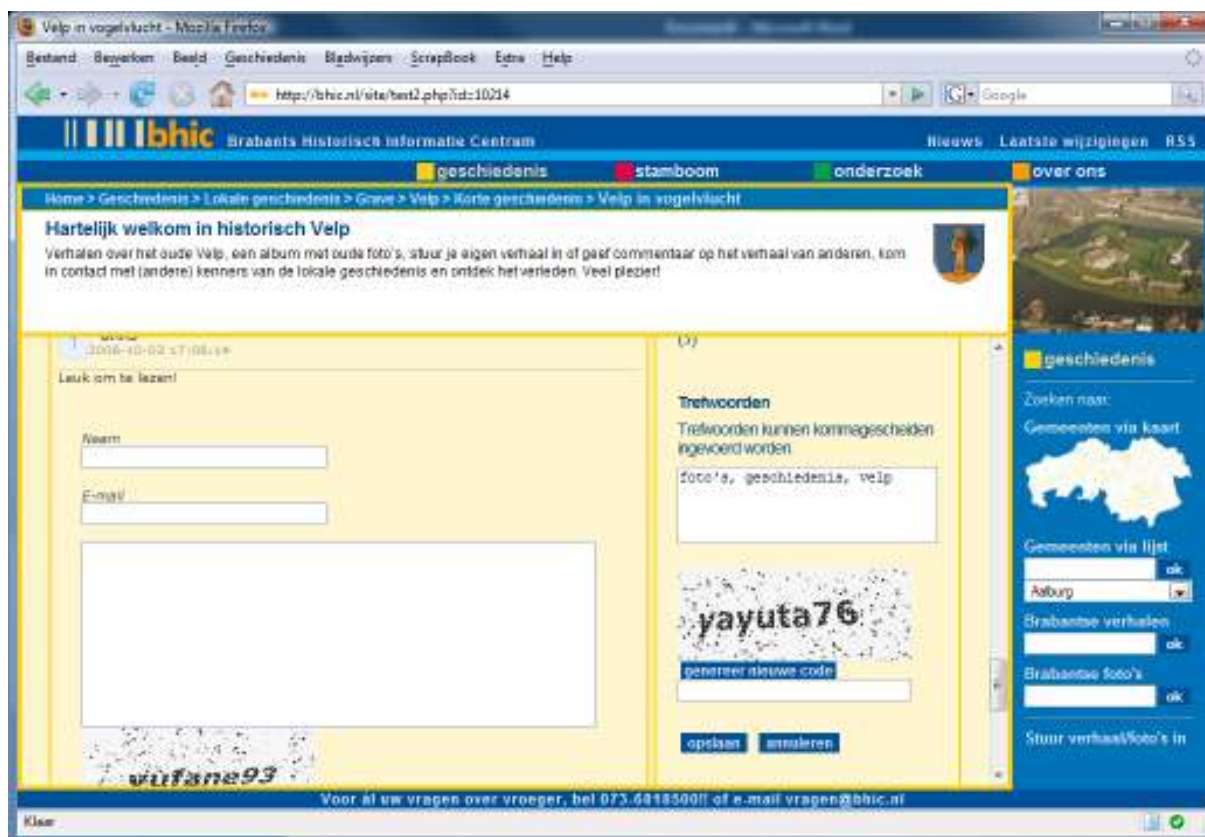 Velp in vogelvlucht - Mozilla Firefox
Bestand Bewerken Beeld Geschiedenis Bladwijzers ScrapBook Extra Help
http://bhic.nl/site/test2.php?id=10214
Google
bhic Brabants Historisch Informatie Centrum
Nieuws Laatste wijzigingen RSS
geschiedenis stamboom onderzoek over ons
Home > Geschiedenis > Lokale geschiedenis > Grave > Velp > Korte geschiedenis > Velp in vogelvlucht
Hartelijk welkom in historisch Velp
Verhalen over het oude Velp, een album met oude foto's, stuur je eigen verhaal in of geef commentaar op het verhaal van anderen, kom
in contact met (andere) kenners van de lokale geschiedenis en ontdek het verleden. Veel plezier!
Leuk om te lezen!
Naam
E-mail
vufane93
Trefwoorden
Trefwoorden kunnen kommagescheiden
ingevoerd worden
foto's, geschiedenis, velp
yayuta76
genereer nieuwe code
opslaan annuleren
geschiedenis
Zoeken naar:
Gemeenten via kaart
Gemeenten via lijst
ok
Aalburg
Brabantse verhalen
ok
Brabantse foto's
ok
Stuur verhaal/foto's in
Voor ál uw vragen over vroeger, bel 073-6818500!! of e-mail vragen@bhic.nl
Klaar